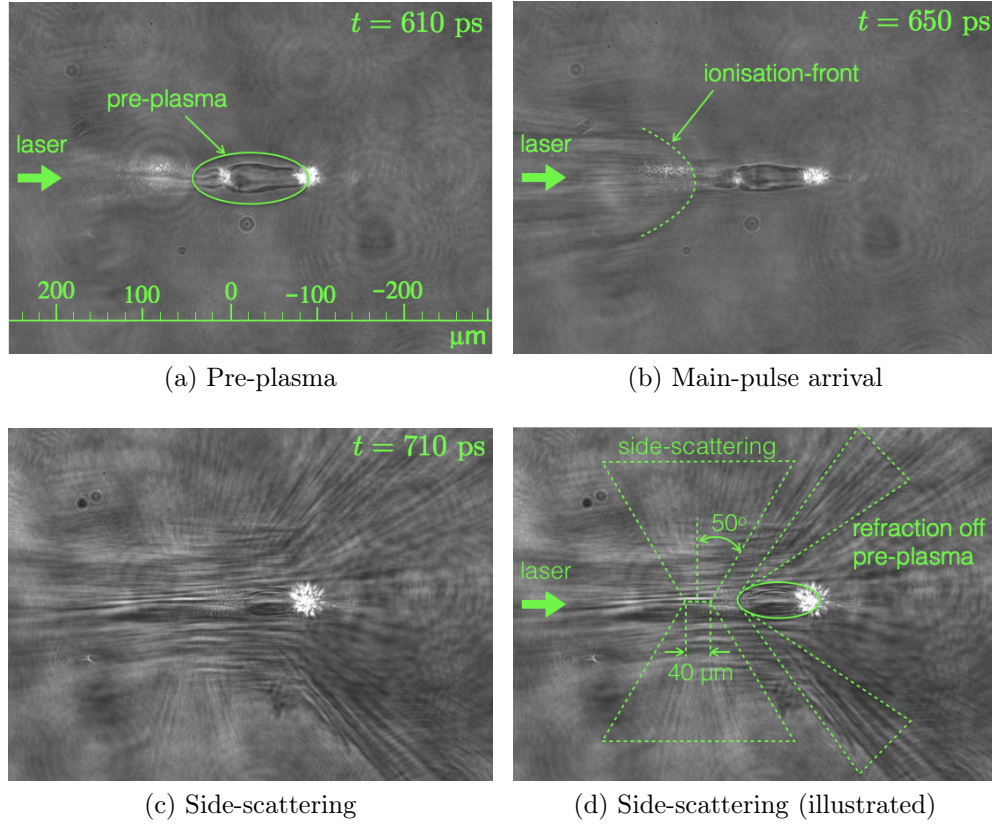 t = 610 ps
pre-plasma
laser
200 100 0 -100 -200
μm
(a) Pre-plasma
t = 650 ps
ionisation-front
laser
(b) Main-pulse arrival
t = 710 ps
(c) Side-scattering
side-scattering
50°
refraction off
pre-plasma
laser
40 μm
(d) Side-scattering (illustrated)